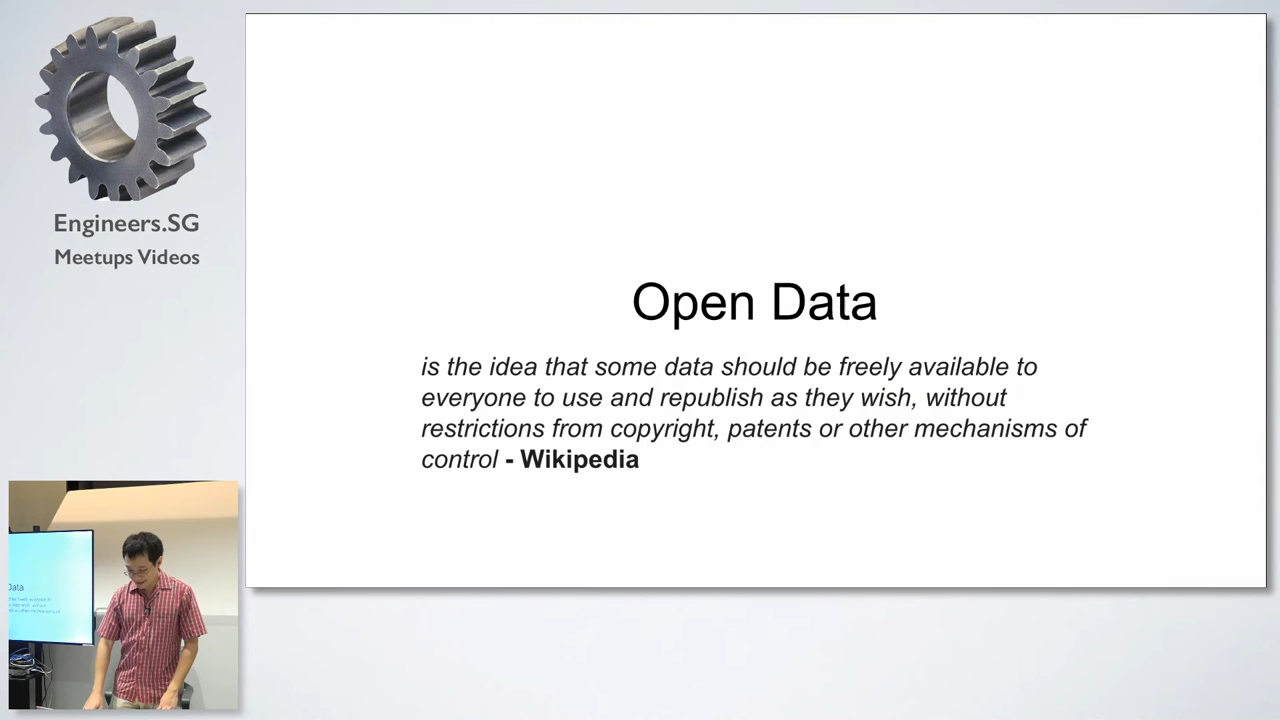 Engineers.SG
Meetups Videos
Open Data
is the idea that some data should be freely available to
everyone to use and republish as they wish, without
restrictions from copyright, patents or other mechanisms of
control - Wikipedia
Data